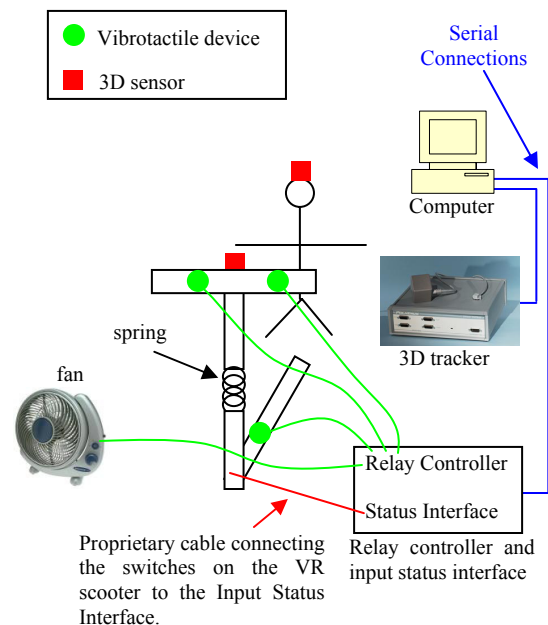 Vibrotactile device
3D sensor
Serial
Connections
Computer
3D tracker
spring
fan
Relay Controller
Status Interface
Proprietary cable connecting
the switches on the VR
scooter to the Input Status
Interface.
Relay controller and
input status interface